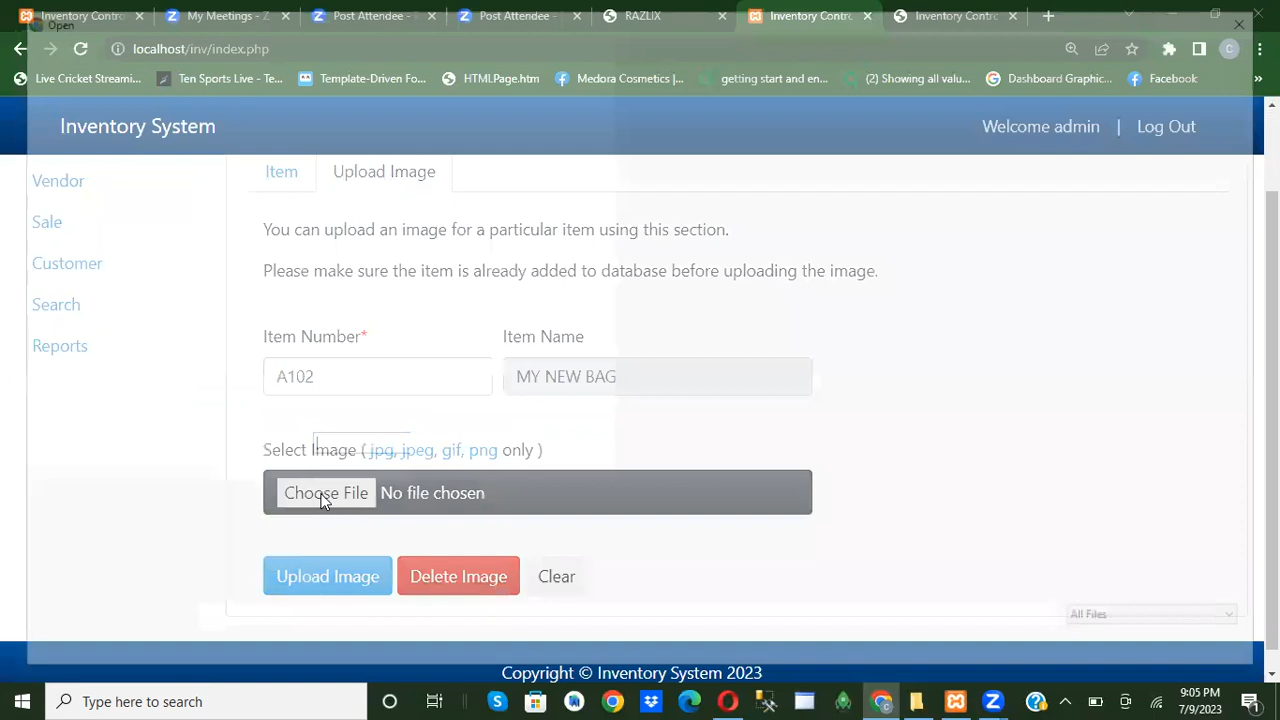 Inventory Contr
My Meetings - Z
Post Attendee -
Post Attendee -
RAZLIX
Inventory Contr
Inventory Contr
Open
localhost/inv/index.php
C
Live Cricket Streami...
Ten Sports Live - Te...
Template-Driven Fo...
HTMLPage.htm
Medora Cosmetics |...
getting start and en...
(2) Showing all valu...
Dashboard Graphic...
Facebook
»
Inventory System
Welcome admin | Log Out
Vendor
Sale
Customer
Search
Reports
Item
Upload Image
You can upload an image for a particular item using this section.
Please make sure the item is already added to database before uploading the image.
Item Number*
Item Name
A102
MY NEW BAG
Select Image ( jpg, jpeg, gif, png only )
Choose File No file chosen
Upload Image
Delete Image
Clear
All Files
Copyright © Inventory System 2023
Type here to search
9:05 PM
7/9/2023